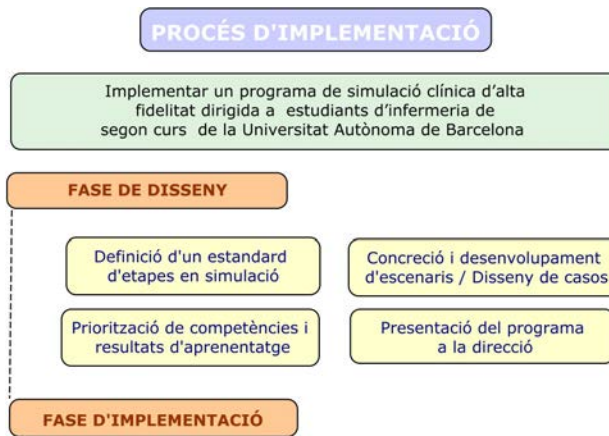 PROCÉS D'IMPLEMENTACIÓ
Implementar un programa de simulació clínica d'alta
fidelitat dirigida a estudiants d'infermeria de
segon curs de la Universitat Autònoma de Barcelona
FASE DE DISSENY
Definició d'un estandard
d'etapes en simulació
Concreció i desenvolupament
d'escenaris / Disseny de casos
Priorització de competències i
resultats d'aprenentatge
Presentació del programa
a la direcció
FASE D'IMPLEMENTACIÓ